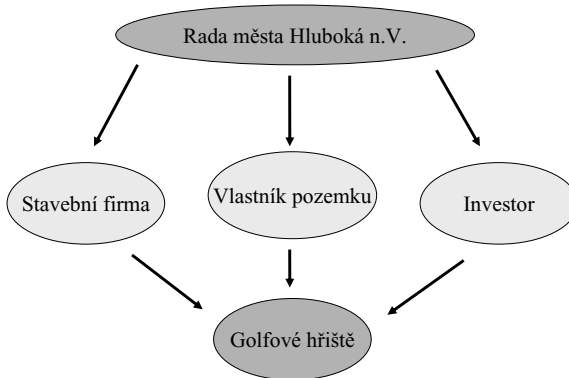 Rada města Hluboká n.V.
Stavební firma
Vlastník pozemku
Investor
Golfové hřiště